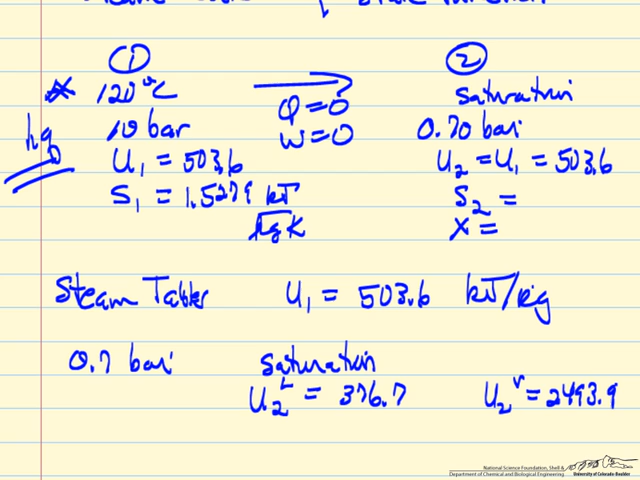 ① ②
120°C saturation
Q = 0
10 bar 0.70 bar
W = 0
U₁ = 503.6 U₂ = U₁ = 503.6
S₁ = 1.5279 kJ S₂ =
kg K X =
Steam Tables U₁ = 503.6 kJ/kg
0.7 bar saturation
U₂ᴸ = 376.7 U₂ⱽ = 2493.9
National Science Foundation, Shell &
Department of Chemical and Biological Engineering University of Colorado Boulder